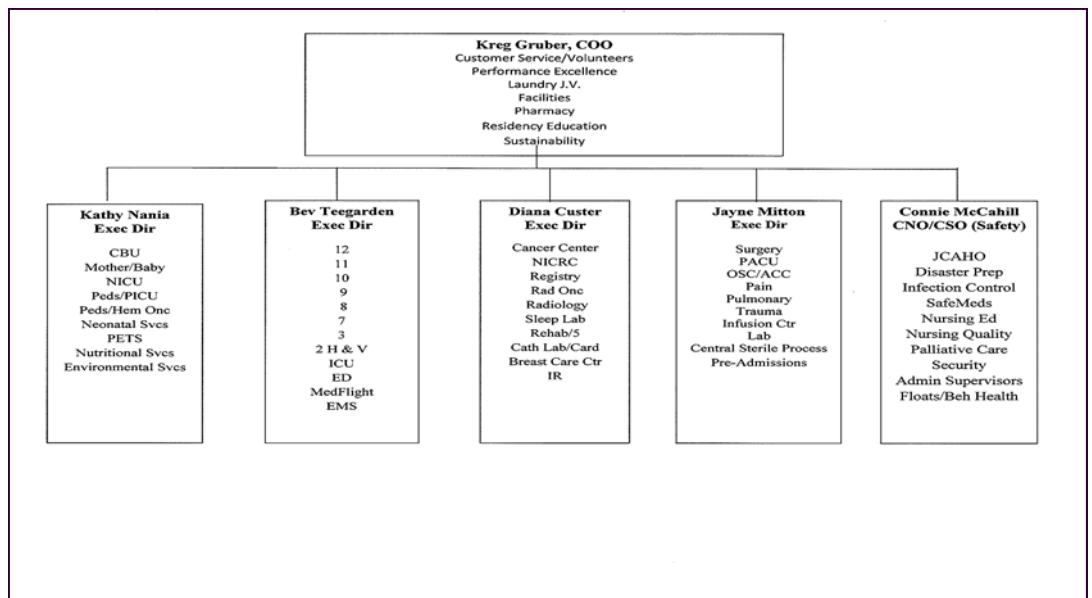 Kreg Gruber, COO
Customer Service/Volunteers
Performance Excellence
Laundry J.V.
Facilities
Pharmacy
Residency Education
Sustainability
Kathy Nania
Exec Dir
CBU
Mother/Baby
NICU
Peds/PICU
Peds/Hem Onc
Neonatal Svcs
PETS
Nutritional Svcs
Environmental Svcs
Bev Teegarden
Exec Dir
12
11
10
9
8
7
3
2 H & V
ICU
ED
MedFlight
EMS
Diana Custer
Exec Dir
Cancer Center
NICRC
Registry
Rad Onc
Radiology
Sleep Lab
Rehab/5
Cath Lab/Card
Breast Care Ctr
IR
Jayne Mitton
Exec Dir
Surgery
PACU
OSC/ACC
Pain
Pulmonary
Trauma
Infusion Ctr
Lab
Central Sterile Process
Pre-Admissions
Connie McCahill
CNO/CSO (Safety)
JCAHO
Disaster Prep
Infection Control
SafeMeds
Nursing Ed
Nursing Quality
Palliative Care
Security
Admin Supervisors
Floats/Beh Health